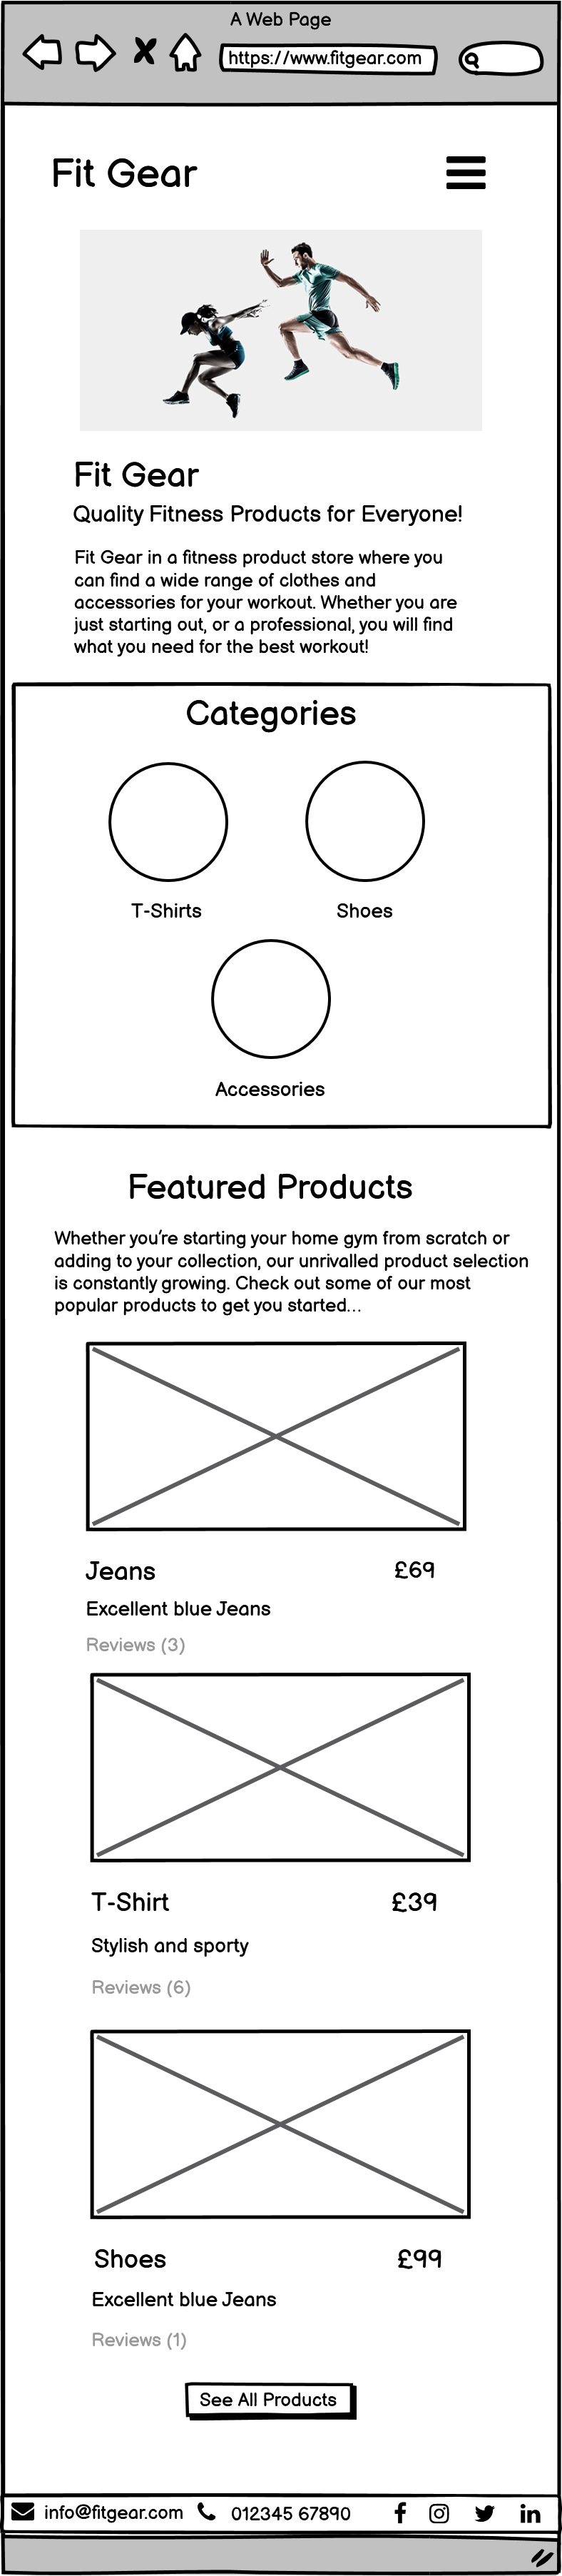 A Web Page
https://www.fitgear.com
Fit Gear
Fit Gear
Quality Fitness Products for Everyone!
Fit Gear in a fitness product store where you
can find a wide range of clothes and
accessories for your workout. Whether you are
just starting out, or a professional, you will find
what you need for the best workout!
Categories
T-Shirts Shoes
Accessories
Featured Products
Whether you're starting your home gym from scratch or
adding to your collection, our unrivalled product selection
is constantly growing. Check out some of our most
popular products to get you started...
Jeans £69
Excellent blue Jeans
Reviews (3)
T-Shirt £39
Stylish and sporty
Reviews (6)
Shoes £99
Excellent blue Jeans
Reviews (1)
See All Products
info@fitgear.com 012345 67890